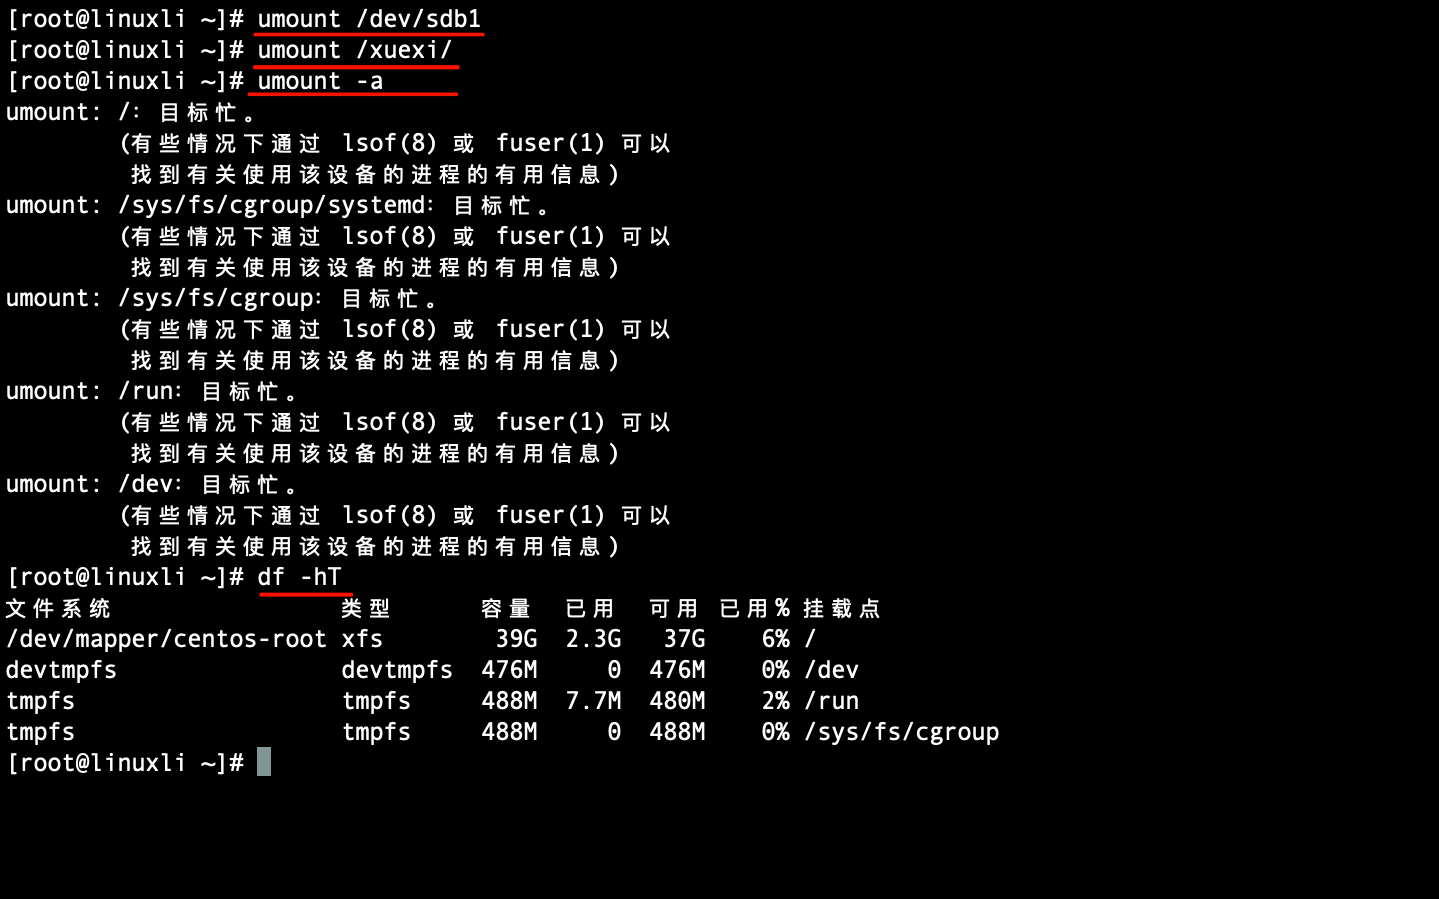 [root@linuxli ~]# umount /dev/sdb1
[root@linuxli ~]# umount /xuexi/
[root@linuxli ~]# umount -a
umount: /: 目标忙。
        (有些情况下通过 lsof(8) 或 fuser(1) 可以
         找到有关使用该设备的进程的有用信息)
umount: /sys/fs/cgroup/systemd: 目标忙。
        (有些情况下通过 lsof(8) 或 fuser(1) 可以
         找到有关使用该设备的进程的有用信息)
umount: /sys/fs/cgroup: 目标忙。
        (有些情况下通过 lsof(8) 或 fuser(1) 可以
         找到有关使用该设备的进程的有用信息)
umount: /run: 目标忙。
        (有些情况下通过 lsof(8) 或 fuser(1) 可以
         找到有关使用该设备的进程的有用信息)
umount: /dev: 目标忙。
        (有些情况下通过 lsof(8) 或 fuser(1) 可以
         找到有关使用该设备的进程的有用信息)
[root@linuxli ~]# df -hT
文件系统                类型      容量  已用  可用 已用% 挂载点
/dev/mapper/centos-root xfs        39G  2.3G   37G    6% /
devtmpfs                devtmpfs  476M     0  476M    0% /dev
tmpfs                   tmpfs     488M  7.7M  480M    2% /run
tmpfs                   tmpfs     488M     0  488M    0% /sys/fs/cgroup
[root@linuxli ~]#